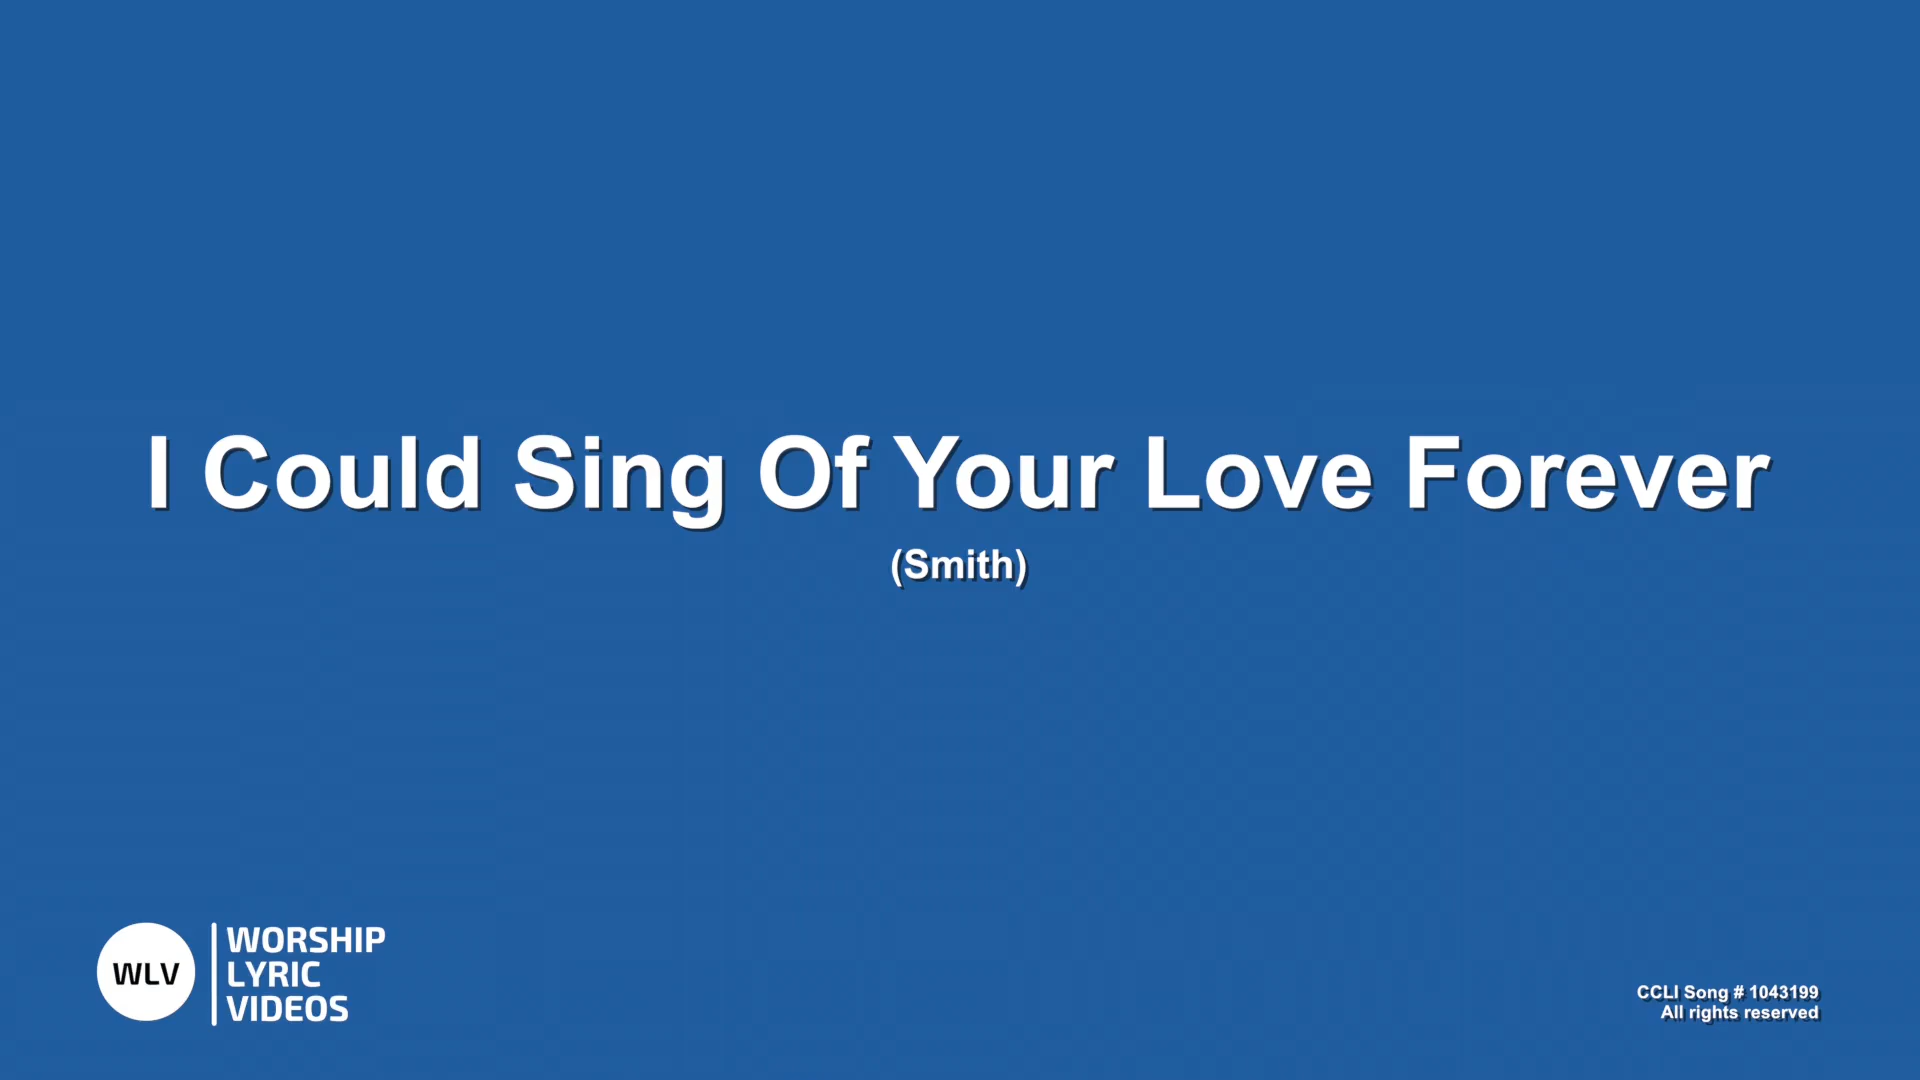 I Could Sing Of Your Love Forever
(Smith)
WLV
WORSHIP
LYRIC
VIDEOS
CCLI Song # 1043199
All rights reserved